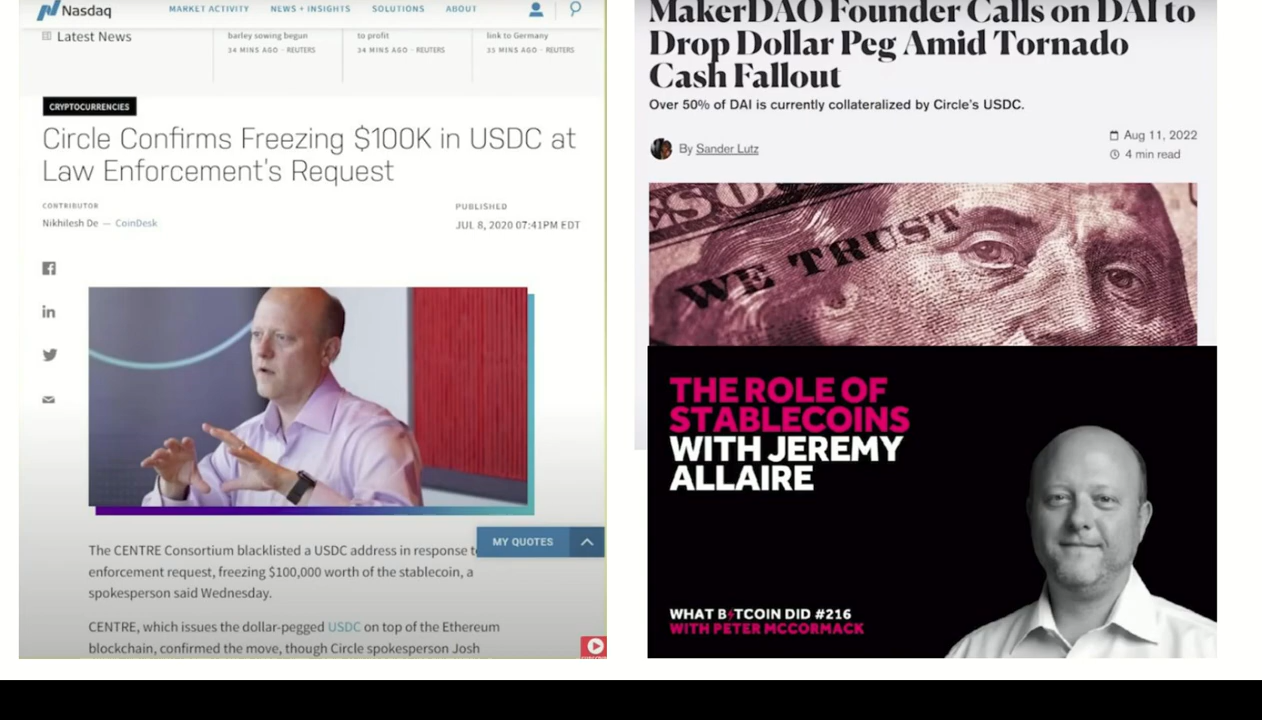 Nasdaq
MARKET ACTIVITY NEWS + INSIGHTS SOLUTIONS ABOUT
Latest News
barley sowing begun
34 MINS AGO - REUTERS
to profit
34 MINS AGO - REUTERS
link to Germany
35 MINS AGO - REUTERS
CRYPTOCURRENCIES
Circle Confirms Freezing $100K in USDC at
Law Enforcement's Request
CONTRIBUTOR
Nikhilesh De — CoinDesk
PUBLISHED
JUL 8, 2020 07:41PM EDT
MY QUOTES
The CENTRE Consortium blacklisted a USDC address in response t
enforcement request, freezing $100,000 worth of the stablecoin, a
spokesperson said Wednesday.
CENTRE, which issues the dollar-pegged USDC on top of the Ethereum
blockchain, confirmed the move, though Circle spokesperson Josh
MakerDAO Founder Calls on DAI to
Drop Dollar Peg Amid Tornado
Cash Fallout
Over 50% of DAI is currently collateralized by Circle's USDC.
By Sander Lutz
Aug 11, 2022
4 min read
WE TRUST
THE ROLE OF
STABLECOINS
WITH JEREMY
ALLAIRE
WHAT BITCOIN DID #216
WITH PETER MCCORMACK